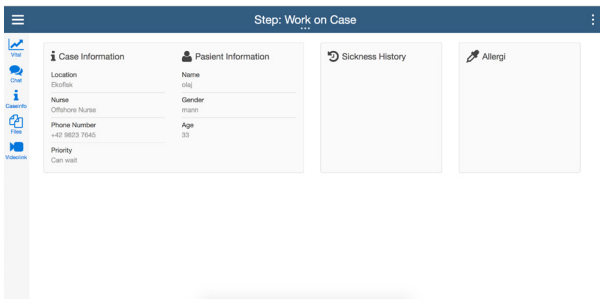 Step: Work on Case
Vital
Chat
Caseinfo
Files
Videolink
Case Information
Location
Ekofisk
Nurse
Offshore Nurse
Phone Number
+42 9823 7645
Priority
Can wait
Pasient Information
Name
olaj
Gender
mann
Age
33
Sickness History
Allergi